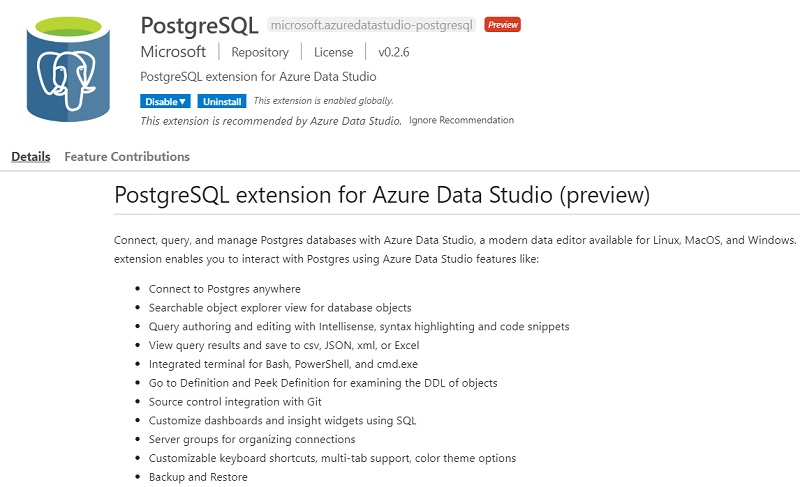 PostgreSQL microsoft.azuredatastudio-postgresql Preview
Microsoft Repository License v0.2.6
PostgreSQL extension for Azure Data Studio
Disable Uninstall This extension is enabled globally.
This extension is recommended by Azure Data Studio. Ignore Recommendation
Details Feature Contributions
PostgreSQL extension for Azure Data Studio (preview)
Connect, query, and manage Postgres databases with Azure Data Studio, a modern data editor available for Linux, MacOS, and Windows.
extension enables you to interact with Postgres using Azure Data Studio features like:
• Connect to Postgres anywhere
• Searchable object explorer view for database objects
• Query authoring and editing with Intellisense, syntax highlighting and code snippets
• View query results and save to csv, JSON, xml, or Excel
• Integrated terminal for Bash, PowerShell, and cmd.exe
• Go to Definition and Peek Definition for examining the DDL of objects
• Source control integration with Git
• Customize dashboards and insight widgets using SQL
• Server groups for organizing connections
• Customizable keyboard shortcuts, multi-tab support, color theme options
• Backup and Restore